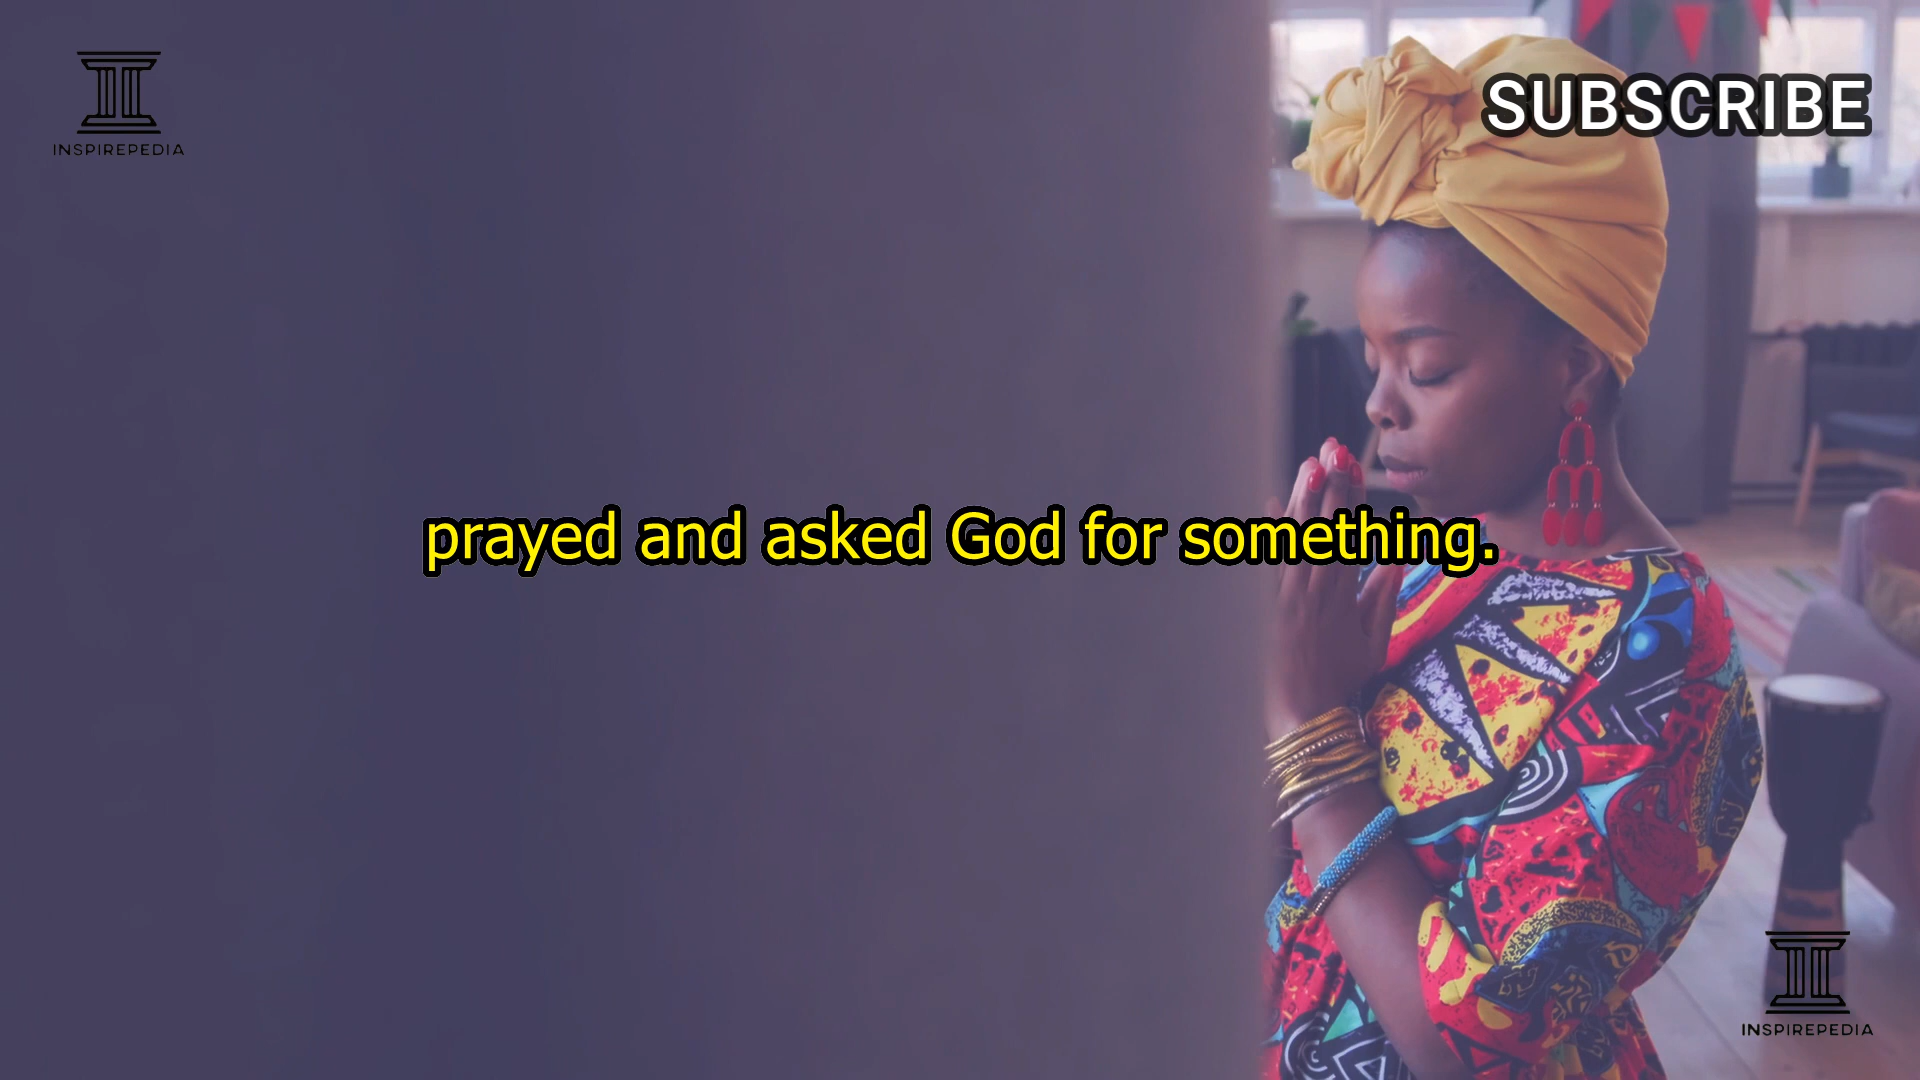 INSPIREPEDIA
SUBSCRIBE
prayed and asked God for something.
INSPIREPEDIA